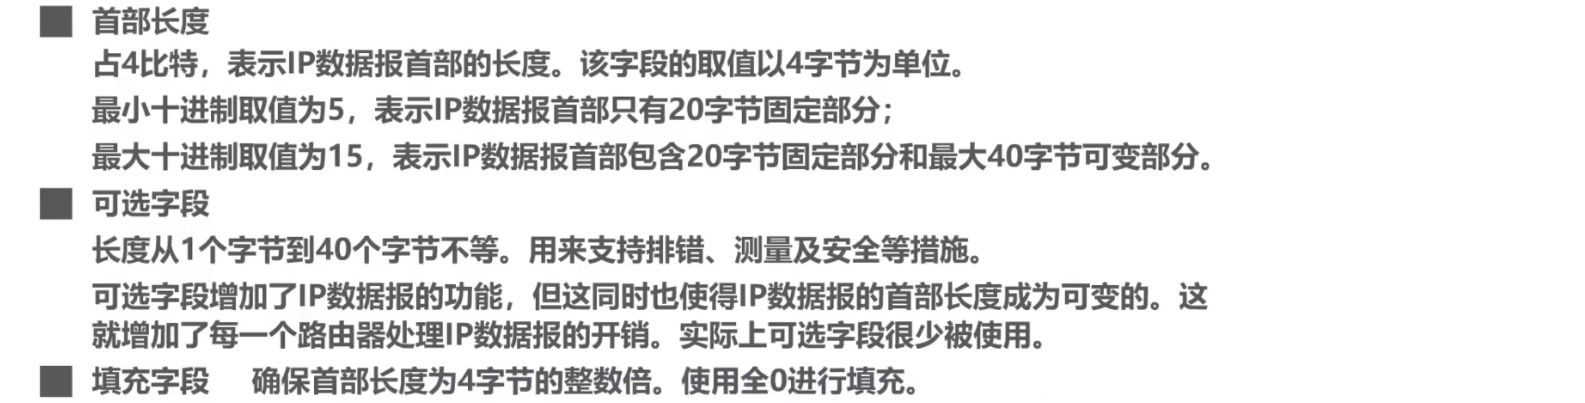 首部长度
占4比特，表示IP数据报首部的长度。该字段的取值以4字节为单位。
最小十进制取值为5，表示IP数据报首部只有20字节固定部分；
最大十进制取值为15，表示IP数据报首部包含20字节固定部分和最大40字节可变部分。
可选字段
长度从1个字节到40个字节不等。用来支持排错、测量及安全等措施。
可选字段增加了IP数据报的功能，但这同时也使得IP数据报的首部长度成为可变的。这
就增加了每一个路由器处理IP数据报的开销。实际上可选字段很少被使用。
填充字段 确保首部长度为4字节的整数倍。使用全0进行填充。